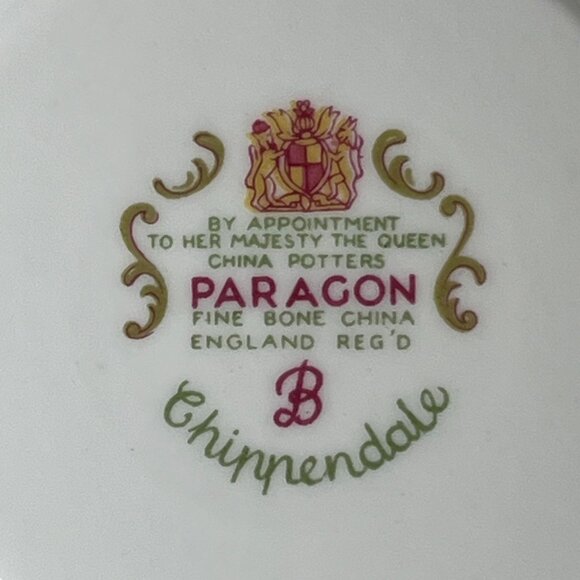 BY APPOINTMENT
TO HER MAJESTY THE QUEEN
CHINA POTTERS
PARAGON
FINE BONE CHINA
ENGLAND REG'D
B
Chippendale